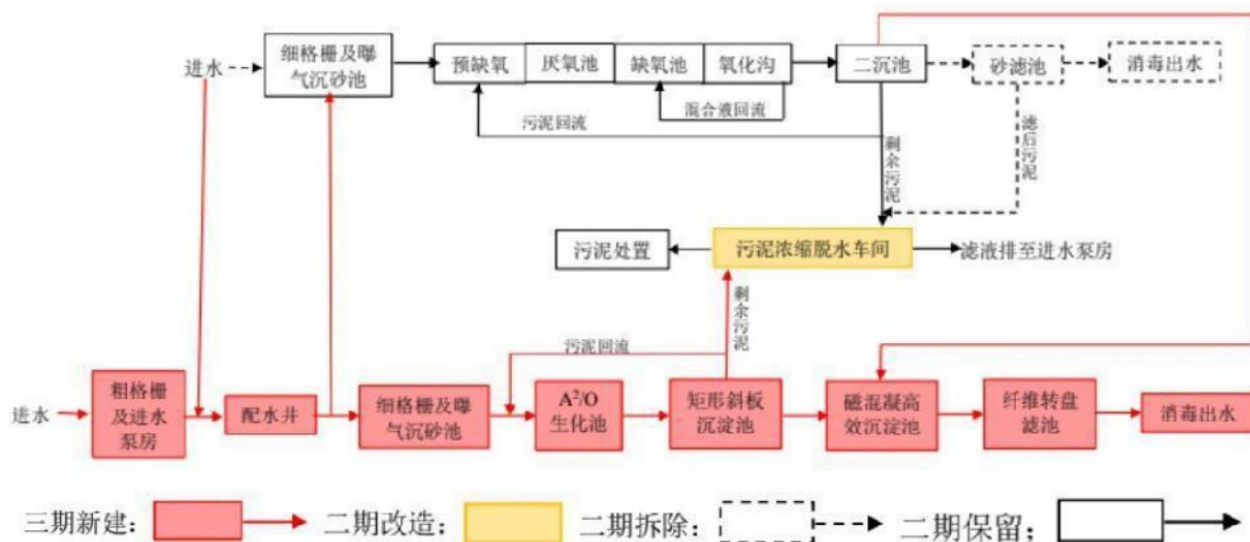 进水
细格栅及曝
气沉砂池
预缺氧
厌氧池
缺氧池
氧化沟
二沉池
砂滤池
消毒出水
混合液回流
污泥回流
剩余污泥
滤后污泥
污泥处置
污泥浓缩脱水车间
滤液排至进水泵房
剩余污泥
污泥回流
进水
粗格栅
及进水
泵房
配水井
细格栅及曝
气沉砂池
A²/O
生化池
矩形斜板
沉淀池
磁混凝高
效沉淀池
纤维转盘
滤池
消毒出水
三期新建:
二期改造:
二期拆除:
二期保留: